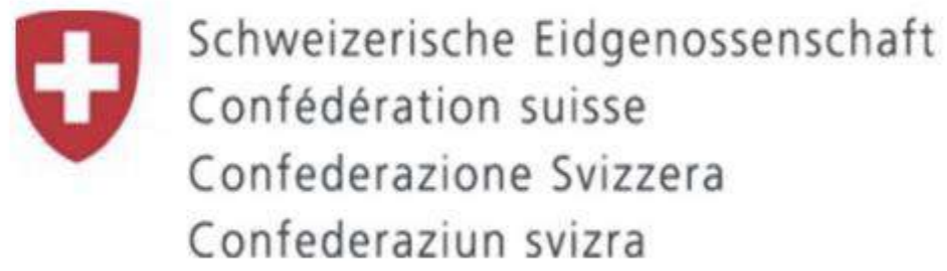 Schweizerische Eidgenossenschaft
Confédération suisse
Confederazione Svizzera
Confederaziun svizra